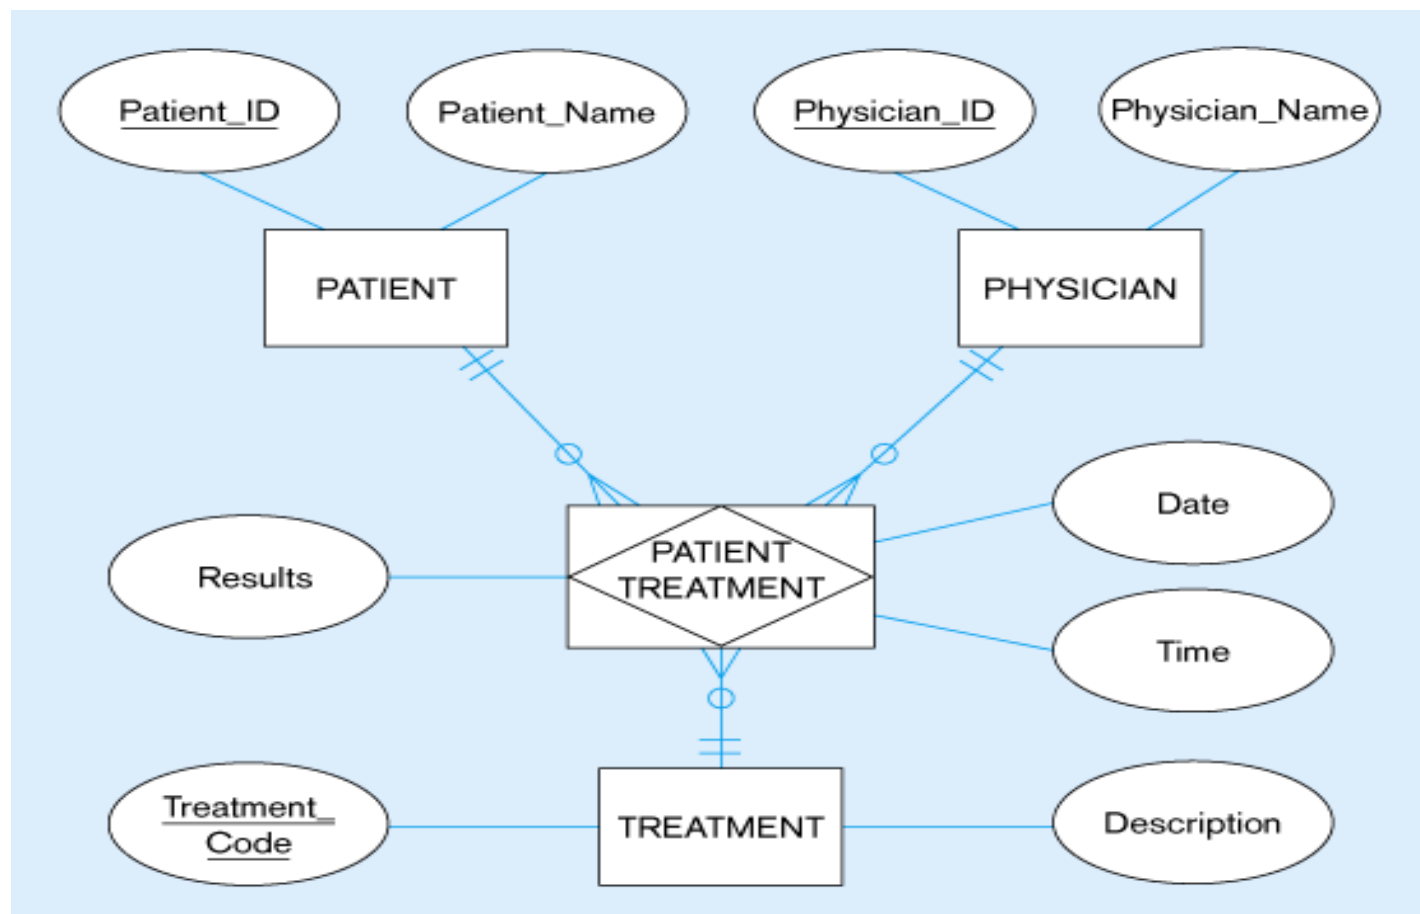 Patient_ID
Patient_Name
Physician_ID
Physician_Name
PATIENT
PHYSICIAN
Date
PATIENT
TREATMENT
Results
Time
Treatment_
Code
TREATMENT
Description